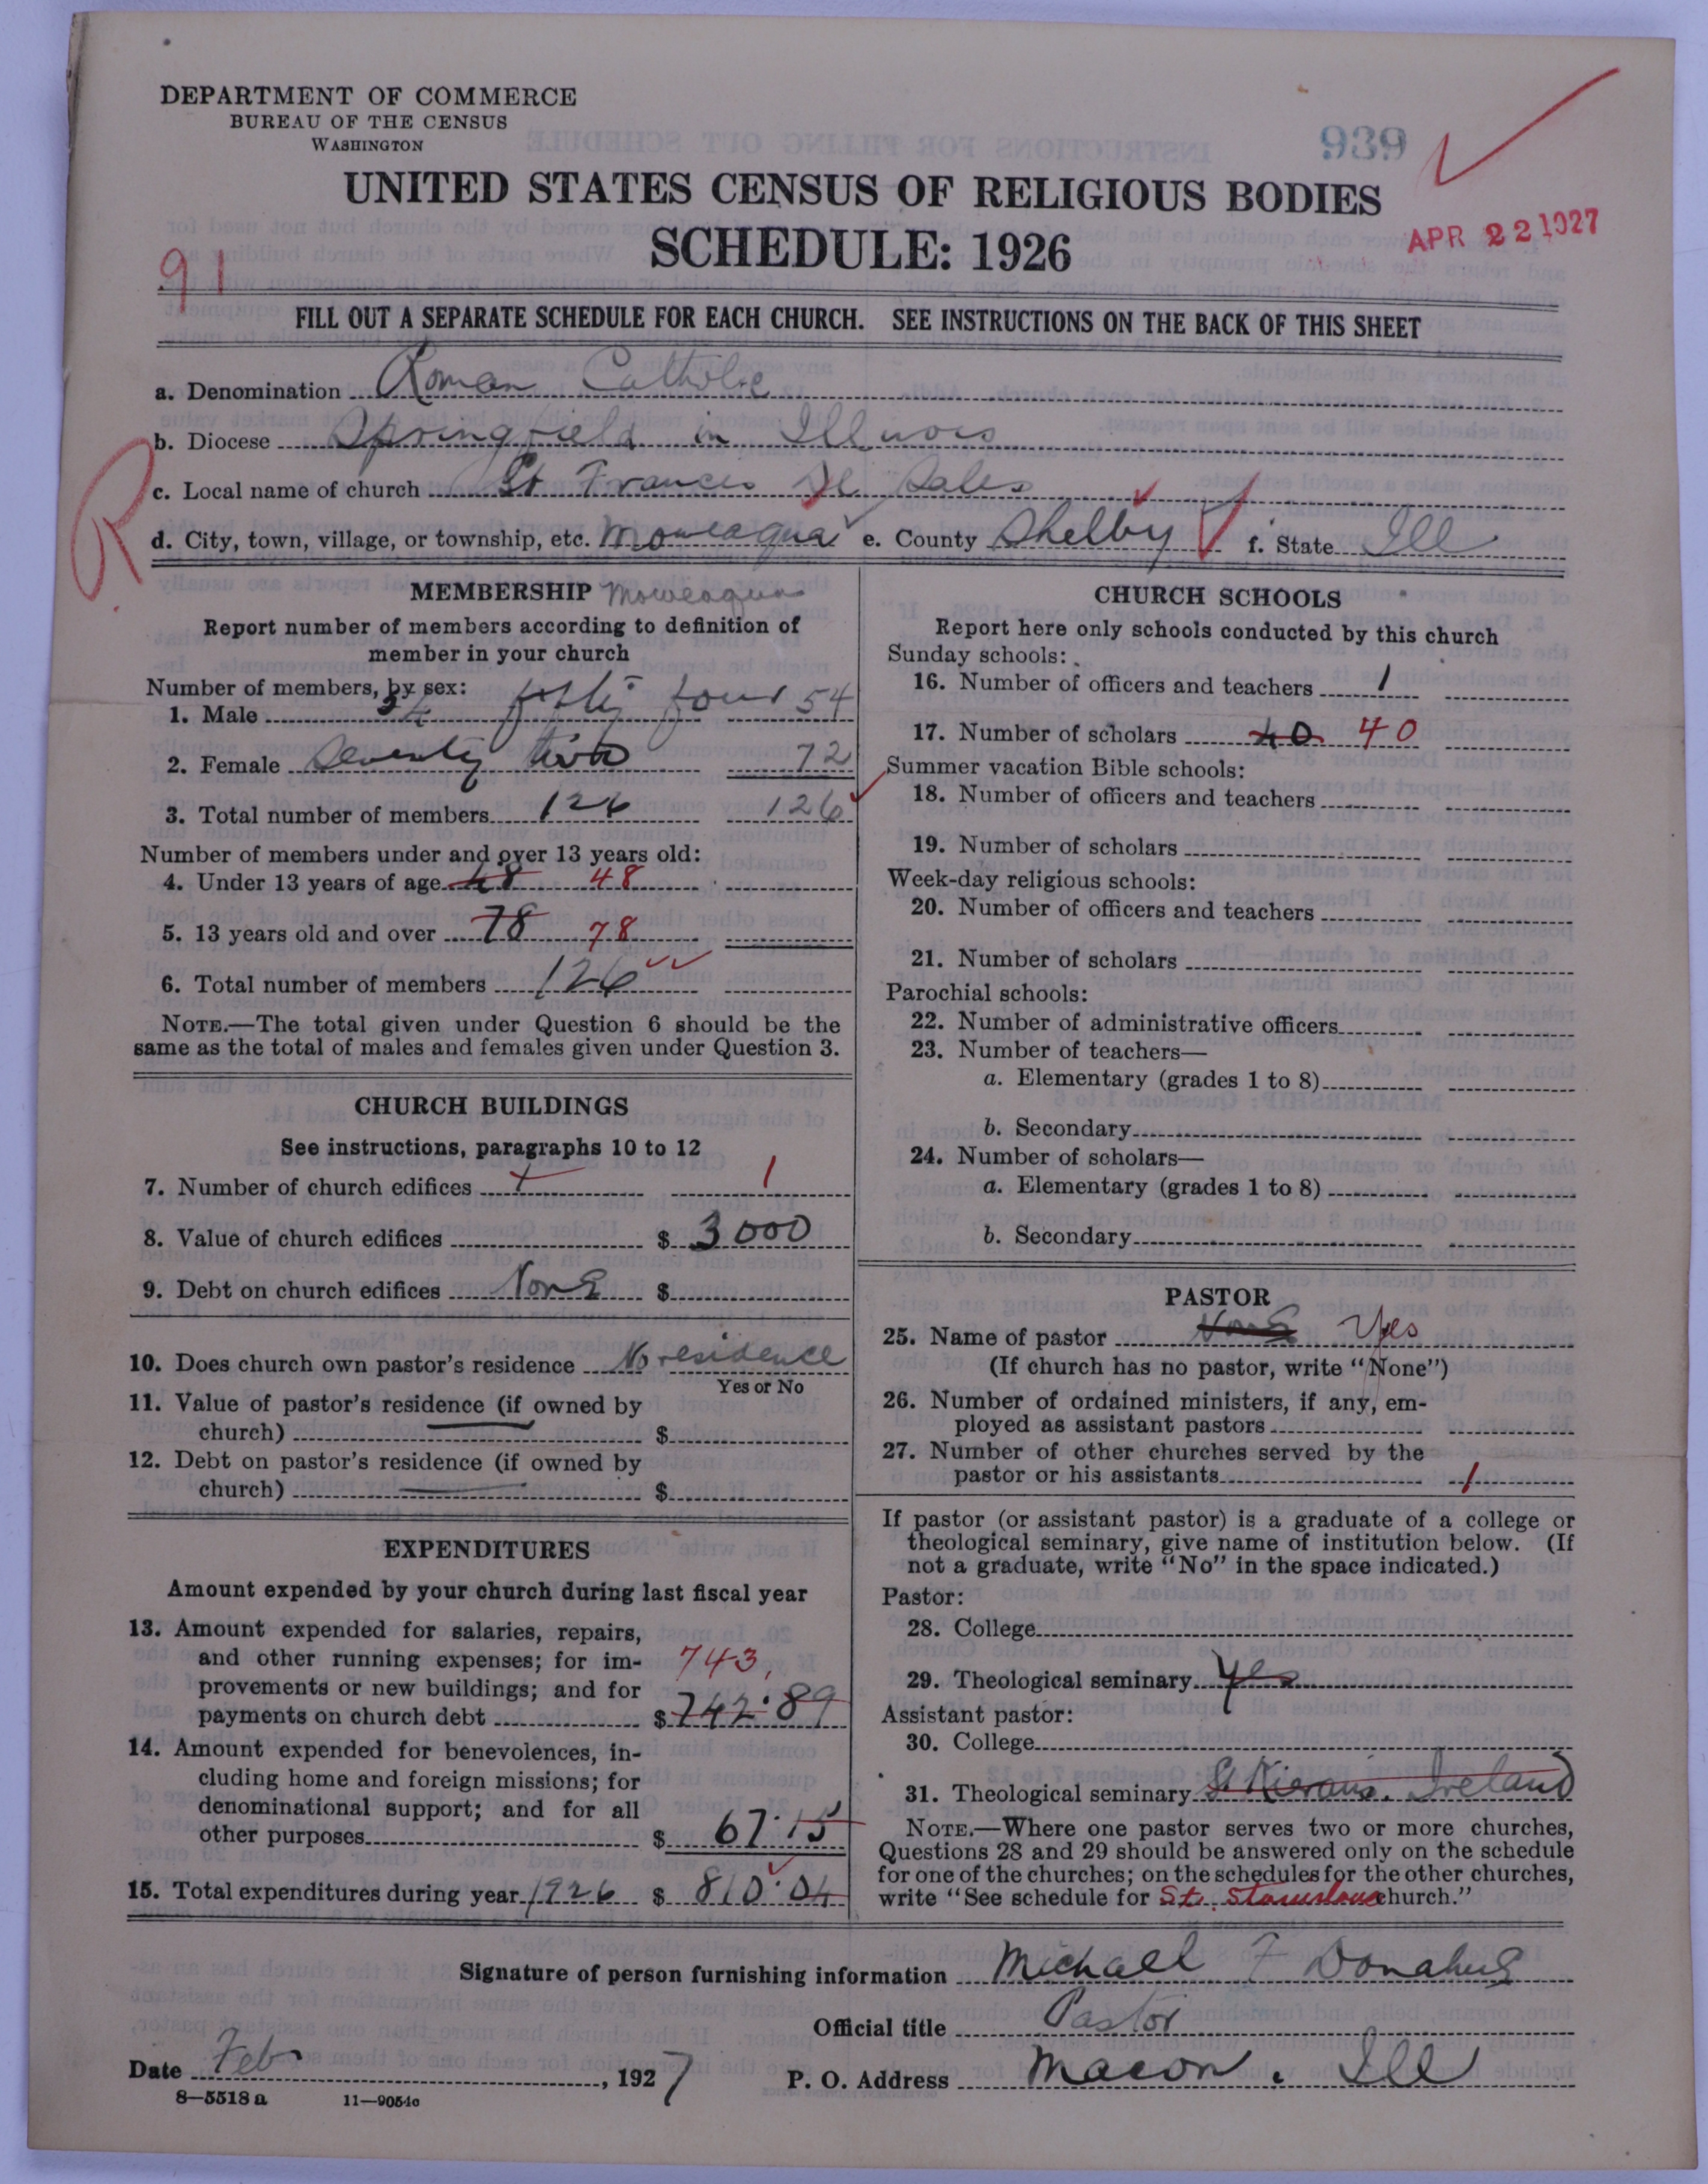 DEPARTMENT OF COMMERCE
BUREAU OF THE CENSUS
WASHINGTON
939
UNITED STATES CENSUS OF RELIGIOUS BODIES
SCHEDULE: 1926
APR 22 1927
91
FILL OUT A SEPARATE SCHEDULE FOR EACH CHURCH. SEE INSTRUCTIONS ON THE BACK OF THIS SHEET
a. Denomination Roman Catholic
b. Diocese Springfield in Illinois
c. Local name of church St Frances De Sales
d. City, town, village, or township, etc. Moweaqua e. County Shelby f. State Ill
R
MEMBERSHIP Moweaqua
Report number of members according to definition of
member in your church
Number of members, by sex:
1. Male 54 fifty four 54
2. Female Seventy two 72
3. Total number of members 126 126
Number of members under and over 13 years old:
4. Under 13 years of age 48 48
5. 13 years old and over 78 78
6. Total number of members 126
NOTE.—The total given under Question 6 should be the
same as the total of males and females given under Question 3.
CHURCH BUILDINGS
See instructions, paragraphs 10 to 12
7. Number of church edifices 1 1
8. Value of church edifices $ 3000
9. Debt on church edifices None $
10. Does church own pastor's residence No residence
Yes or No
11. Value of pastor's residence (if owned by
church) $
12. Debt on pastor's residence (if owned by
church) $
EXPENDITURES
Amount expended by your church during last fiscal year
13. Amount expended for salaries, repairs,
and other running expenses; for im- 743,
provements or new buildings; and for
payments on church debt $ 742.89
14. Amount expended for benevolences, in-
cluding home and foreign missions; for
denominational support; and for all
other purposes $ 67.15
15. Total expenditures during year 1926 $ 810.04
CHURCH SCHOOLS
Report here only schools conducted by this church
Sunday schools:
16. Number of officers and teachers 1
17. Number of scholars 40 40
Summer vacation Bible schools:
18. Number of officers and teachers
19. Number of scholars
Week-day religious schools:
20. Number of officers and teachers
21. Number of scholars
Parochial schools:
22. Number of administrative officers
23. Number of teachers—
a. Elementary (grades 1 to 8)
b. Secondary
24. Number of scholars—
a. Elementary (grades 1 to 8)
b. Secondary
PASTOR
25. Name of pastor None Yes
(If church has no pastor, write "None")
26. Number of ordained ministers, if any, em-
ployed as assistant pastors
27. Number of other churches served by the
pastor or his assistants 1
If pastor (or assistant pastor) is a graduate of a college or
theological seminary, give name of institution below. (If
not a graduate, write "No" in the space indicated.)
Pastor:
28. College
29. Theological seminary Yes
Assistant pastor:
30. College
31. Theological seminary St Kierans. Ireland
NOTE.—Where one pastor serves two or more churches,
Questions 28 and 29 should be answered only on the schedule
for one of the churches; on the schedules for the other churches,
write "See schedule for St. Stanislaus church."
Signature of person furnishing information Michael F Donahue
Official title Pastor
Date Feb , 1927 P. O. Address Macon, Ill
8—5518 a 11—9054c